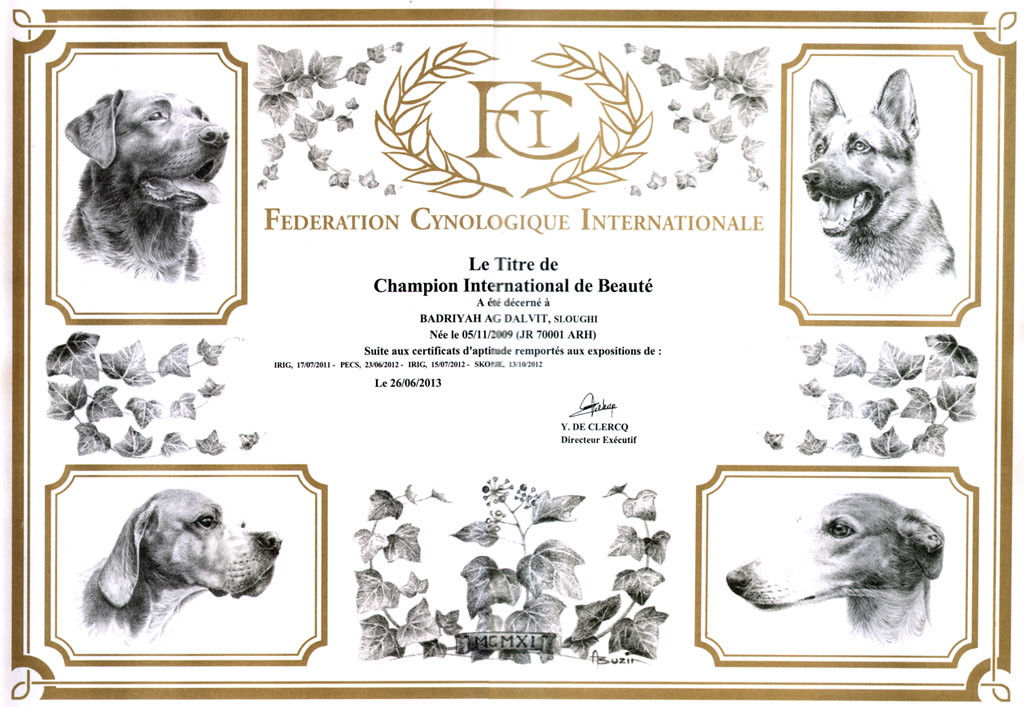 FCI
FEDERATION CYNOLOGIQUE INTERNATIONALE
Le Titre de
Champion International de Beauté
A été décerné à
BADRIYAH AG DALVIT, SLOUGHI
Née le 05/11/2009 (JR 70001 ARH)
Suite aux certificats d'aptitude remportés aux expositions de :
IRIG, 17/07/2011 - PECS, 23/06/2012 - IRIG, 15/07/2012 - SKOPJE, 13/10/2012
Le 26/06/2013
Y. DE CLERCQ
Directeur Exécutif
MCMXI